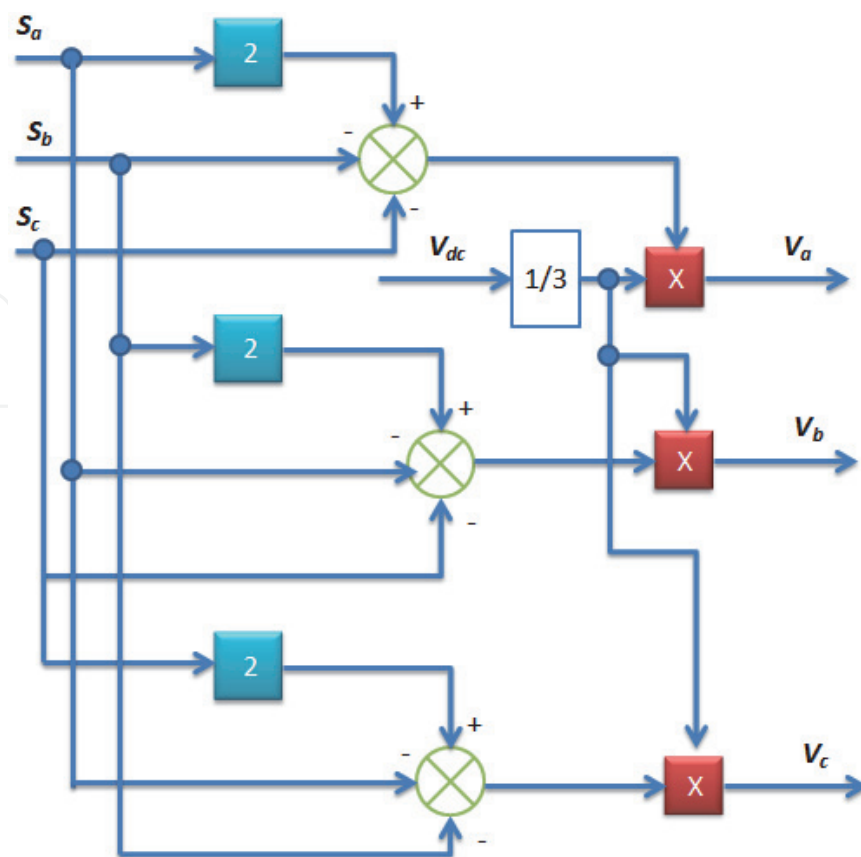 Sa
2
+
-
Sb
-
Sc
Vdc
1/3
X
Va
2
+
-
X
Vb
-
2
+
-
X
Vc
-